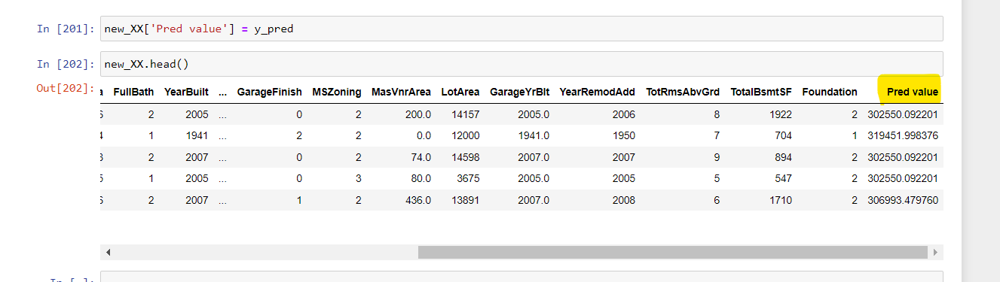 In [201]: new_XX['Pred value'] = y_pred
In [202]: new_XX.head()
Out[202]:
a FullBath YearBuilt ... GarageFinish MSZoning MasVnrArea LotArea GarageYrBlt YearRemodAdd TotRmsAbvGrd TotalBsmtSF Foundation Pred value
6 2 2005 ... 0 2 200.0 14157 2005.0 2006 8 1922 2 302550.092201
4 1 1941 ... 2 2 0.0 12000 1941.0 1950 7 704 1 319451.998376
3 2 2007 ... 0 2 74.0 14598 2007.0 2007 9 894 2 302550.092201
5 1 2005 ... 0 3 80.0 3675 2005.0 2005 5 547 2 302550.092201
6 2 2007 ... 1 2 436.0 13891 2007.0 2008 6 1710 2 306993.479760
In [ ]: